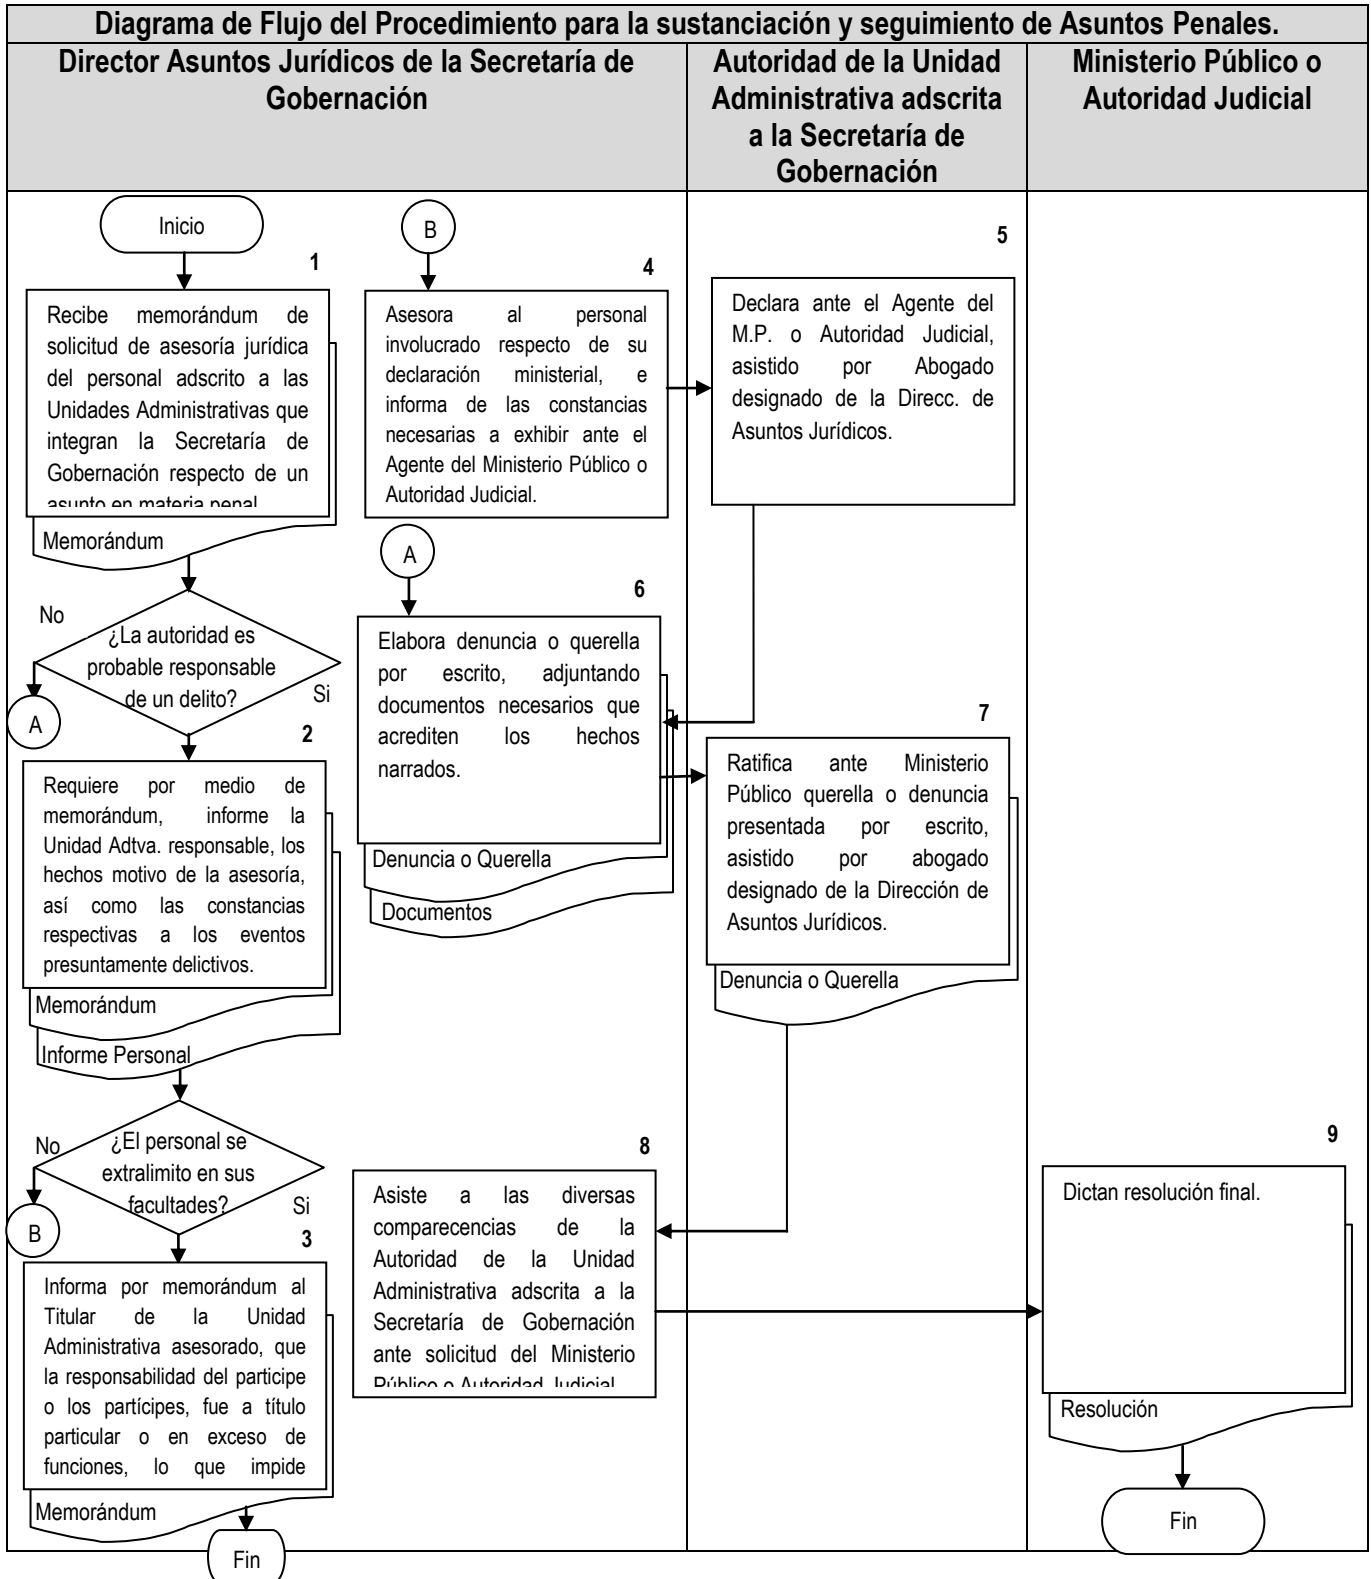 Diagrama de Flujo del Procedimiento para la sustanciación y seguimiento de Asuntos Penales.
Director Asuntos Jurídicos de la Secretaría de
Gobernación
Autoridad de la Unidad
Administrativa adscrita
a la Secretaría de
Gobernación
Ministerio Público o
Autoridad Judicial
Inicio
1
Recibe memorándum de
solicitud de asesoría jurídica
del personal adscrito a las
Unidades Administrativas que
integran la Secretaría de
Gobernación respecto de un
asunto en materia penal
Memorándum
No
¿La autoridad es
probable responsable
de un delito?
Si
A
2
Requiere por medio de
memorándum, informe la
Unidad Adtva. responsable, los
hechos motivo de la asesoría,
así como las constancias
respectivas a los eventos
presuntamente delictivos.
Memorándum
Informe Personal
No
¿El personal se
extralimito en sus
facultades?
Si
B
3
Informa por memorándum al
Titular de la Unidad
Administrativa asesorado, que
la responsabilidad del participe
o los partícipes, fue a título
particular o en exceso de
funciones, lo que impide
Memorándum
Fin
B
4
Asesora al personal
involucrado respecto de su
declaración ministerial, e
informa de las constancias
necesarias a exhibir ante el
Agente del Ministerio Público o
Autoridad Judicial.
5
Declara ante el Agente del
M.P. o Autoridad Judicial,
asistido por Abogado
designado de la Direcc. de
Asuntos Jurídicos.
A
6
Elabora denuncia o querella
por escrito, adjuntando
documentos necesarios que
acrediten los hechos
narrados.
Denuncia o Querella
Documentos
7
Ratifica ante Ministerio
Público querella o denuncia
presentada por escrito,
asistido por abogado
designado de la Dirección de
Asuntos Jurídicos.
Denuncia o Querella
8
Asiste a las diversas
comparecencias de la
Autoridad de la Unidad
Administrativa adscrita a la
Secretaría de Gobernación
ante solicitud del Ministerio
Público o Autoridad Judicial
9
Dictan resolución final.
Resolución
Fin